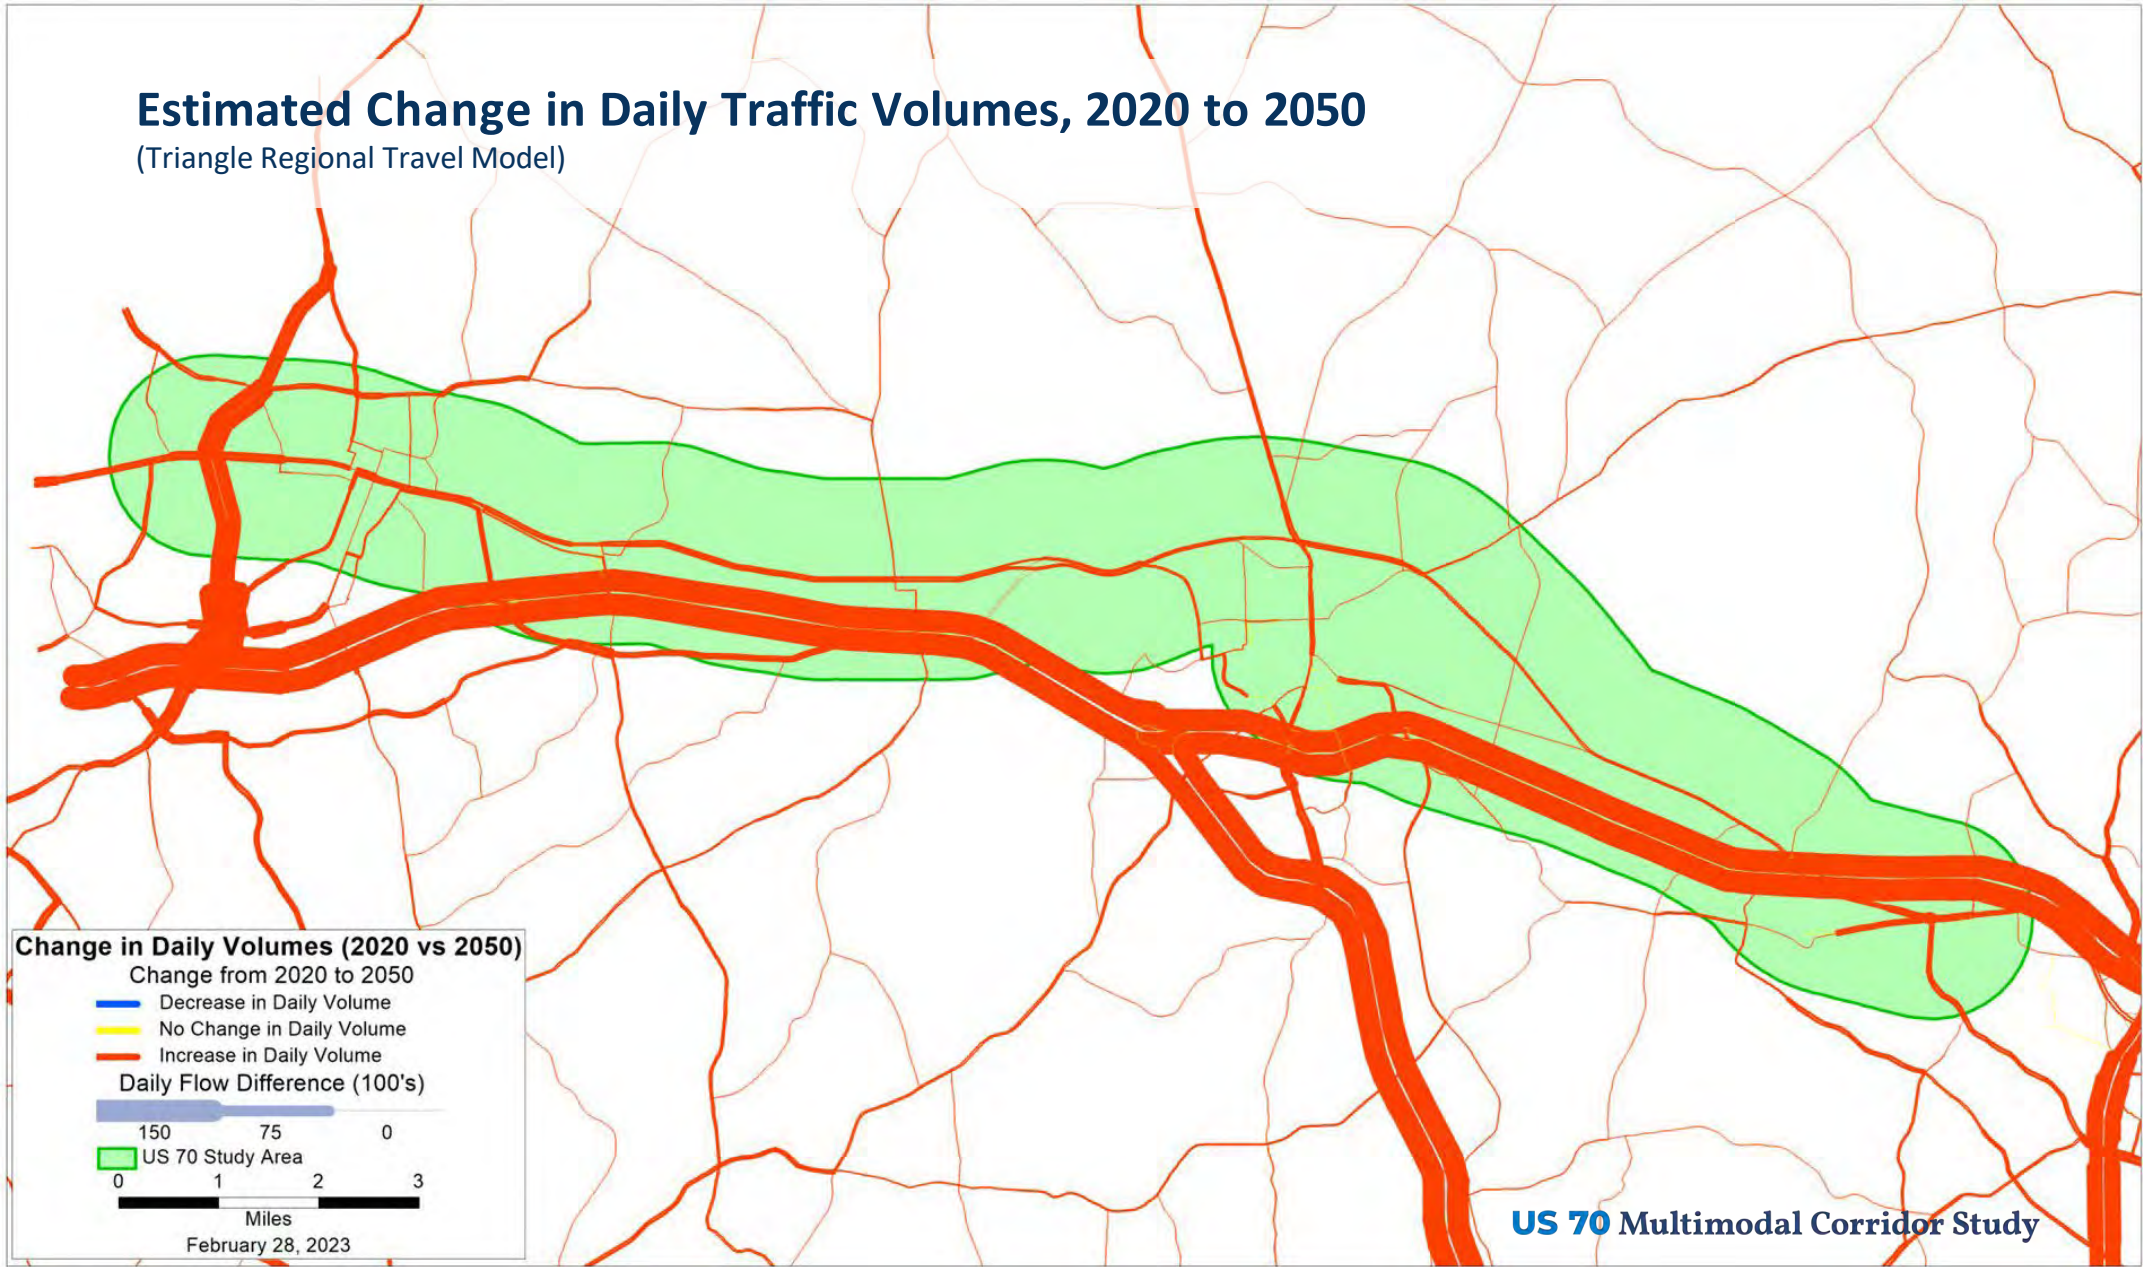 Estimated Change in Daily Traffic Volumes, 2020 to 2050
(Triangle Regional Travel Model)
Change in Daily Volumes (2020 vs 2050)
Change from 2020 to 2050
Decrease in Daily Volume
No Change in Daily Volume
Increase in Daily Volume
Daily Flow Difference (100's)
150 75 0
US 70 Study Area
0 1 2 3
Miles
February 28, 2023
US 70 Multimodal Corridor Study